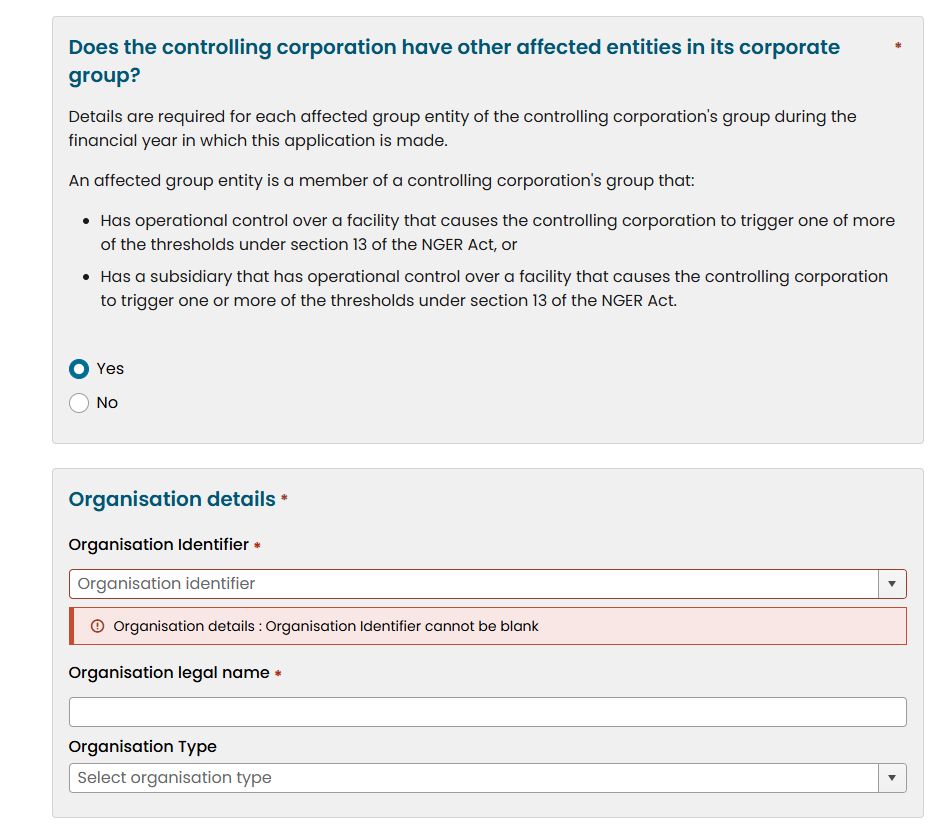 Does the controlling corporation have other affected entities in its corporate *
group?
Details are required for each affected group entity of the controlling corporation's group during the
financial year in which this application is made.
An affected group entity is a member of a controlling corporation's group that:
• Has operational control over a facility that causes the controlling corporation to trigger one of more
of the thresholds under section 13 of the NGER Act, or
• Has a subsidiary that has operational control over a facility that causes the controlling corporation
to trigger one or more of the thresholds under section 13 of the NGER Act.
Yes
No
Organisation details *
Organisation Identifier *
Organisation identifier
Organisation details : Organisation Identifier cannot be blank
Organisation legal name *
Organisation Type
Select organisation type